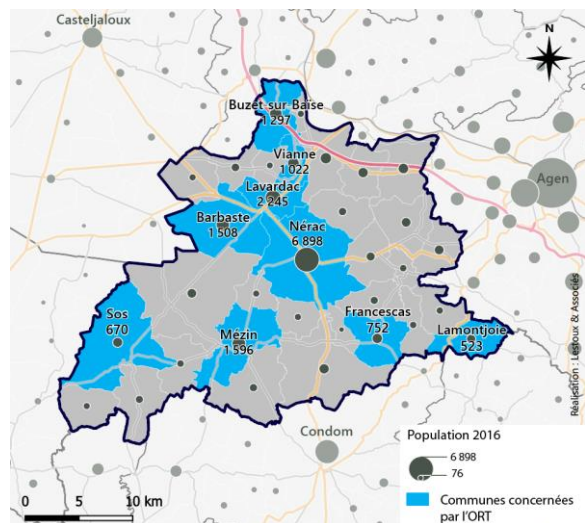 Casteljaloux
N
Buzet sur Baïse
1 297
Vianne
1 022
Lavardac
2 245
Agen
Barbaste
1 508
Nérac
6 898
Sos
670
Mézin
1 596
Francescas
752
Lamontjoie
523
Condom
Réalisation : Lestoux & Associés
Population 2016
6 898
76
Communes concernées
par l'ORT
0
5
10 km